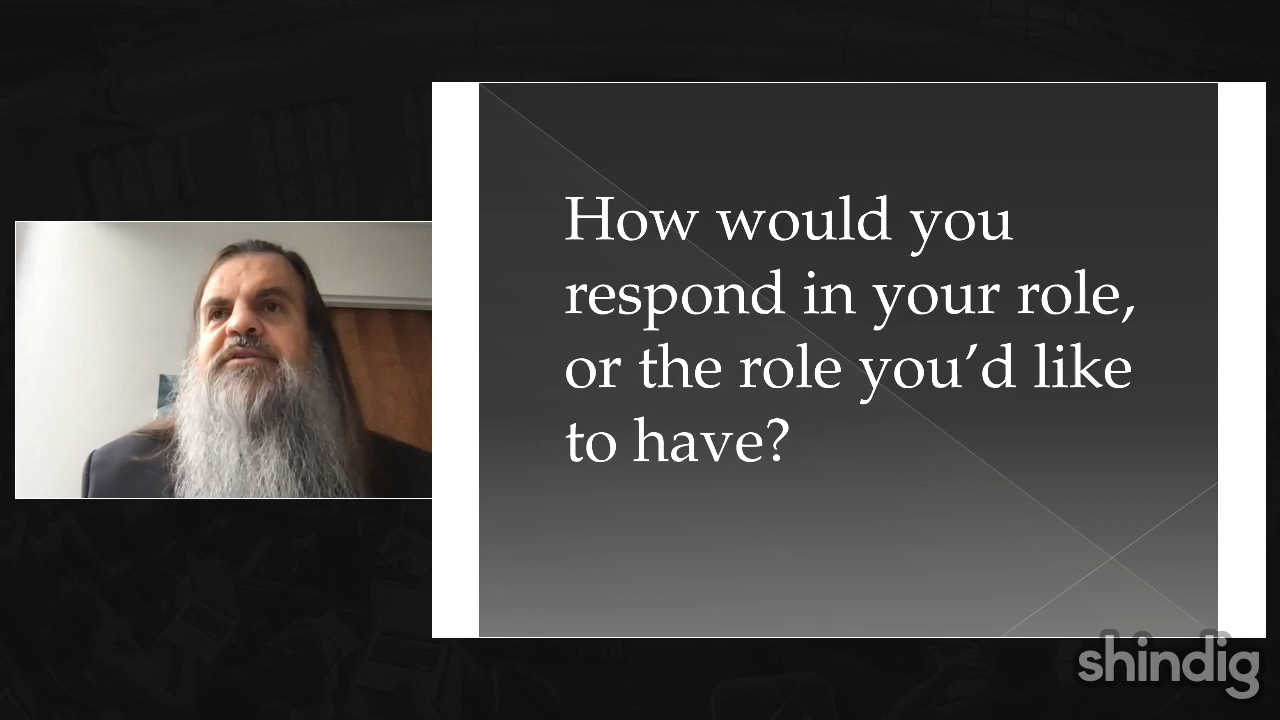 How would you
respond in your role,
or the role you’d like
to have?
shindig